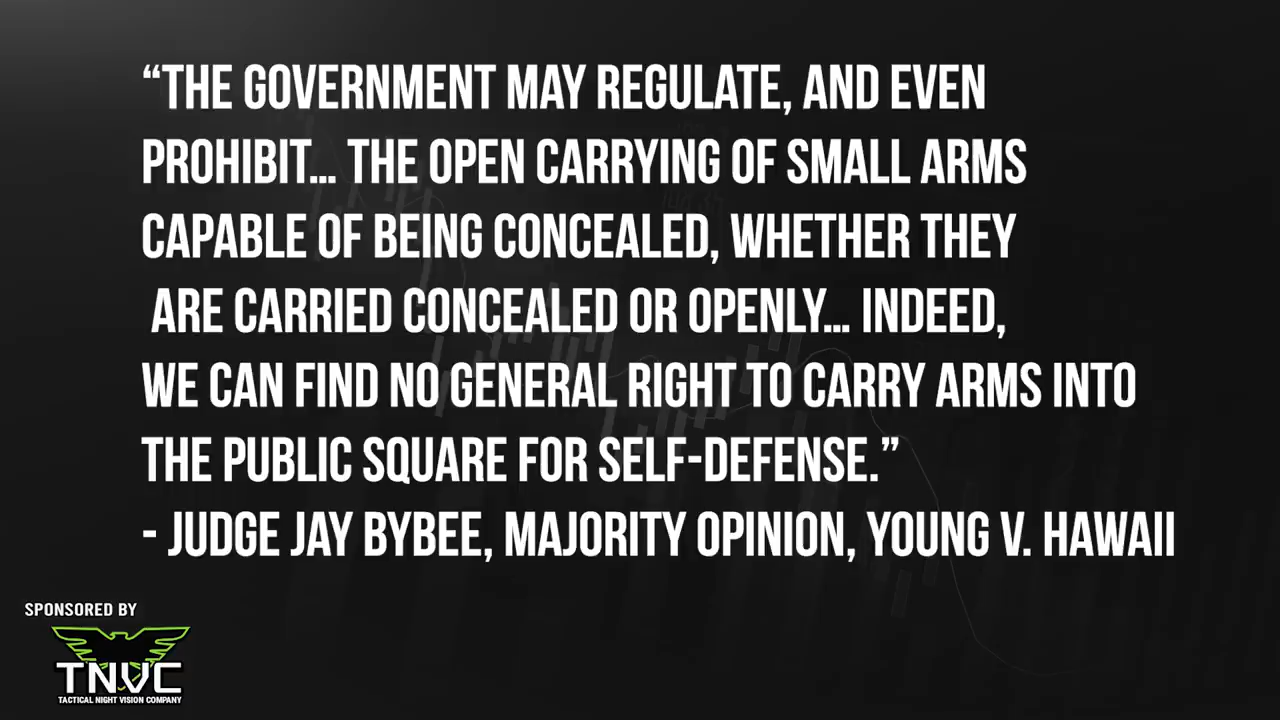 “THE GOVERNMENT MAY REGULATE, AND EVEN
PROHIBIT... THE OPEN CARRYING OF SMALL ARMS
CAPABLE OF BEING CONCEALED, WHETHER THEY
ARE CARRIED CONCEALED OR OPENLY... INDEED,
WE CAN FIND NO GENERAL RIGHT TO CARRY ARMS INTO
THE PUBLIC SQUARE FOR SELF-DEFENSE.”
- JUDGE JAY BYBEE, MAJORITY OPINION, YOUNG V. HAWAII
SPONSORED BY
TNVC
TACTICAL NIGHT VISION COMPANY